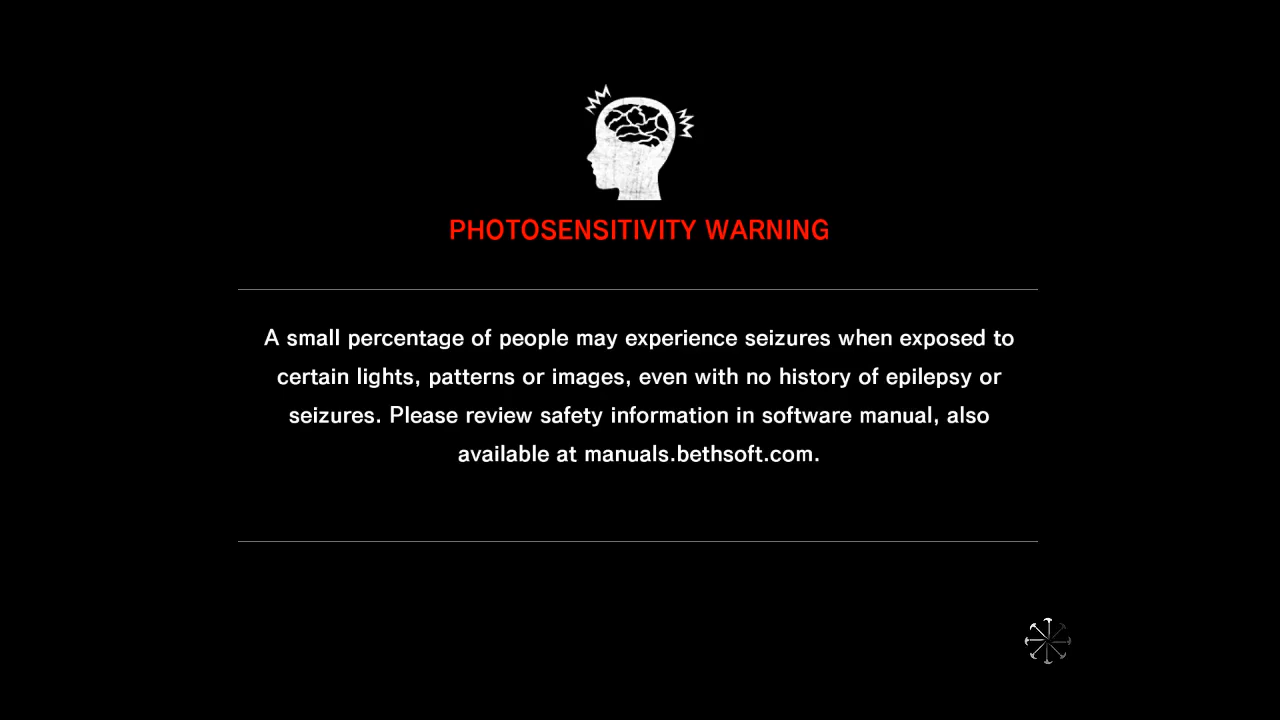 PHOTOSENSITIVITY WARNING
A small percentage of people may experience seizures when exposed to
certain lights, patterns or images, even with no history of epilepsy or
seizures. Please review safety information in software manual, also
available at manuals.bethsoft.com.